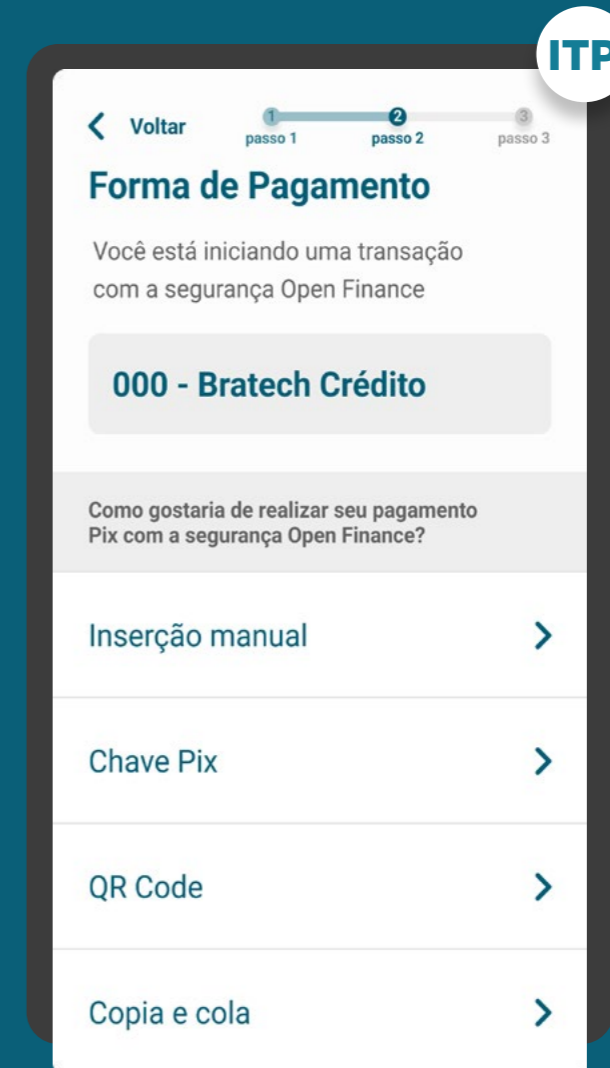 ITP
Voltar
1
2
3
passo 1
passo 2
passo 3
Forma de Pagamento
Você está iniciando uma transação
com a segurança Open Finance
000 - Bratech Crédito
Como gostaria de realizar seu pagamento
Pix com a segurança Open Finance?
Inserção manual
Chave Pix
QR Code
Copia e cola